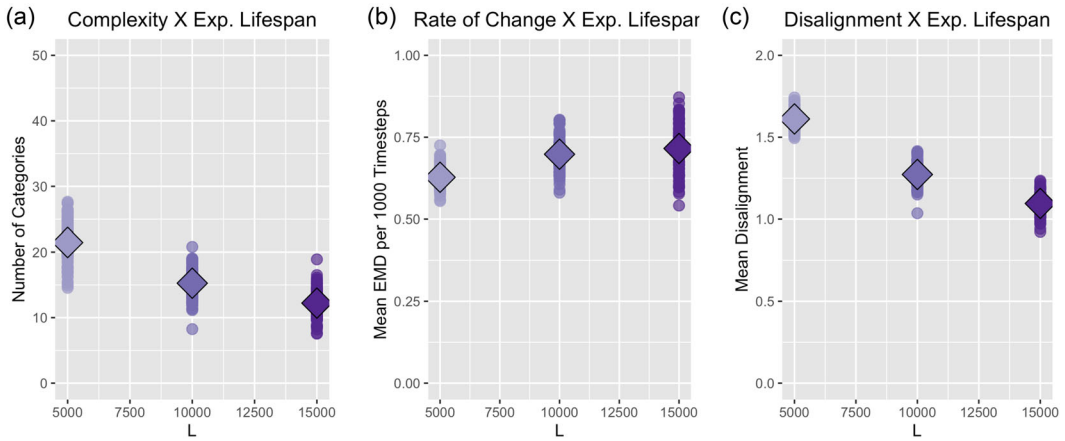 (a) Complexity X Exp. Lifespan
50
40
30
20
10
0
Number of Categories
5000 7500 10000 12500 15000
L
(b) Rate of Change X Exp. Lifespan
1.00
0.75
0.50
0.25
0.00
Mean EMD per 1000 Timesteps
5000 7500 10000 12500 15000
L
(c) Disalignment X Exp. Lifespan
2.0
1.5
1.0
0.5
0.0
Mean Disalignment
5000 7500 10000 12500 15000
L